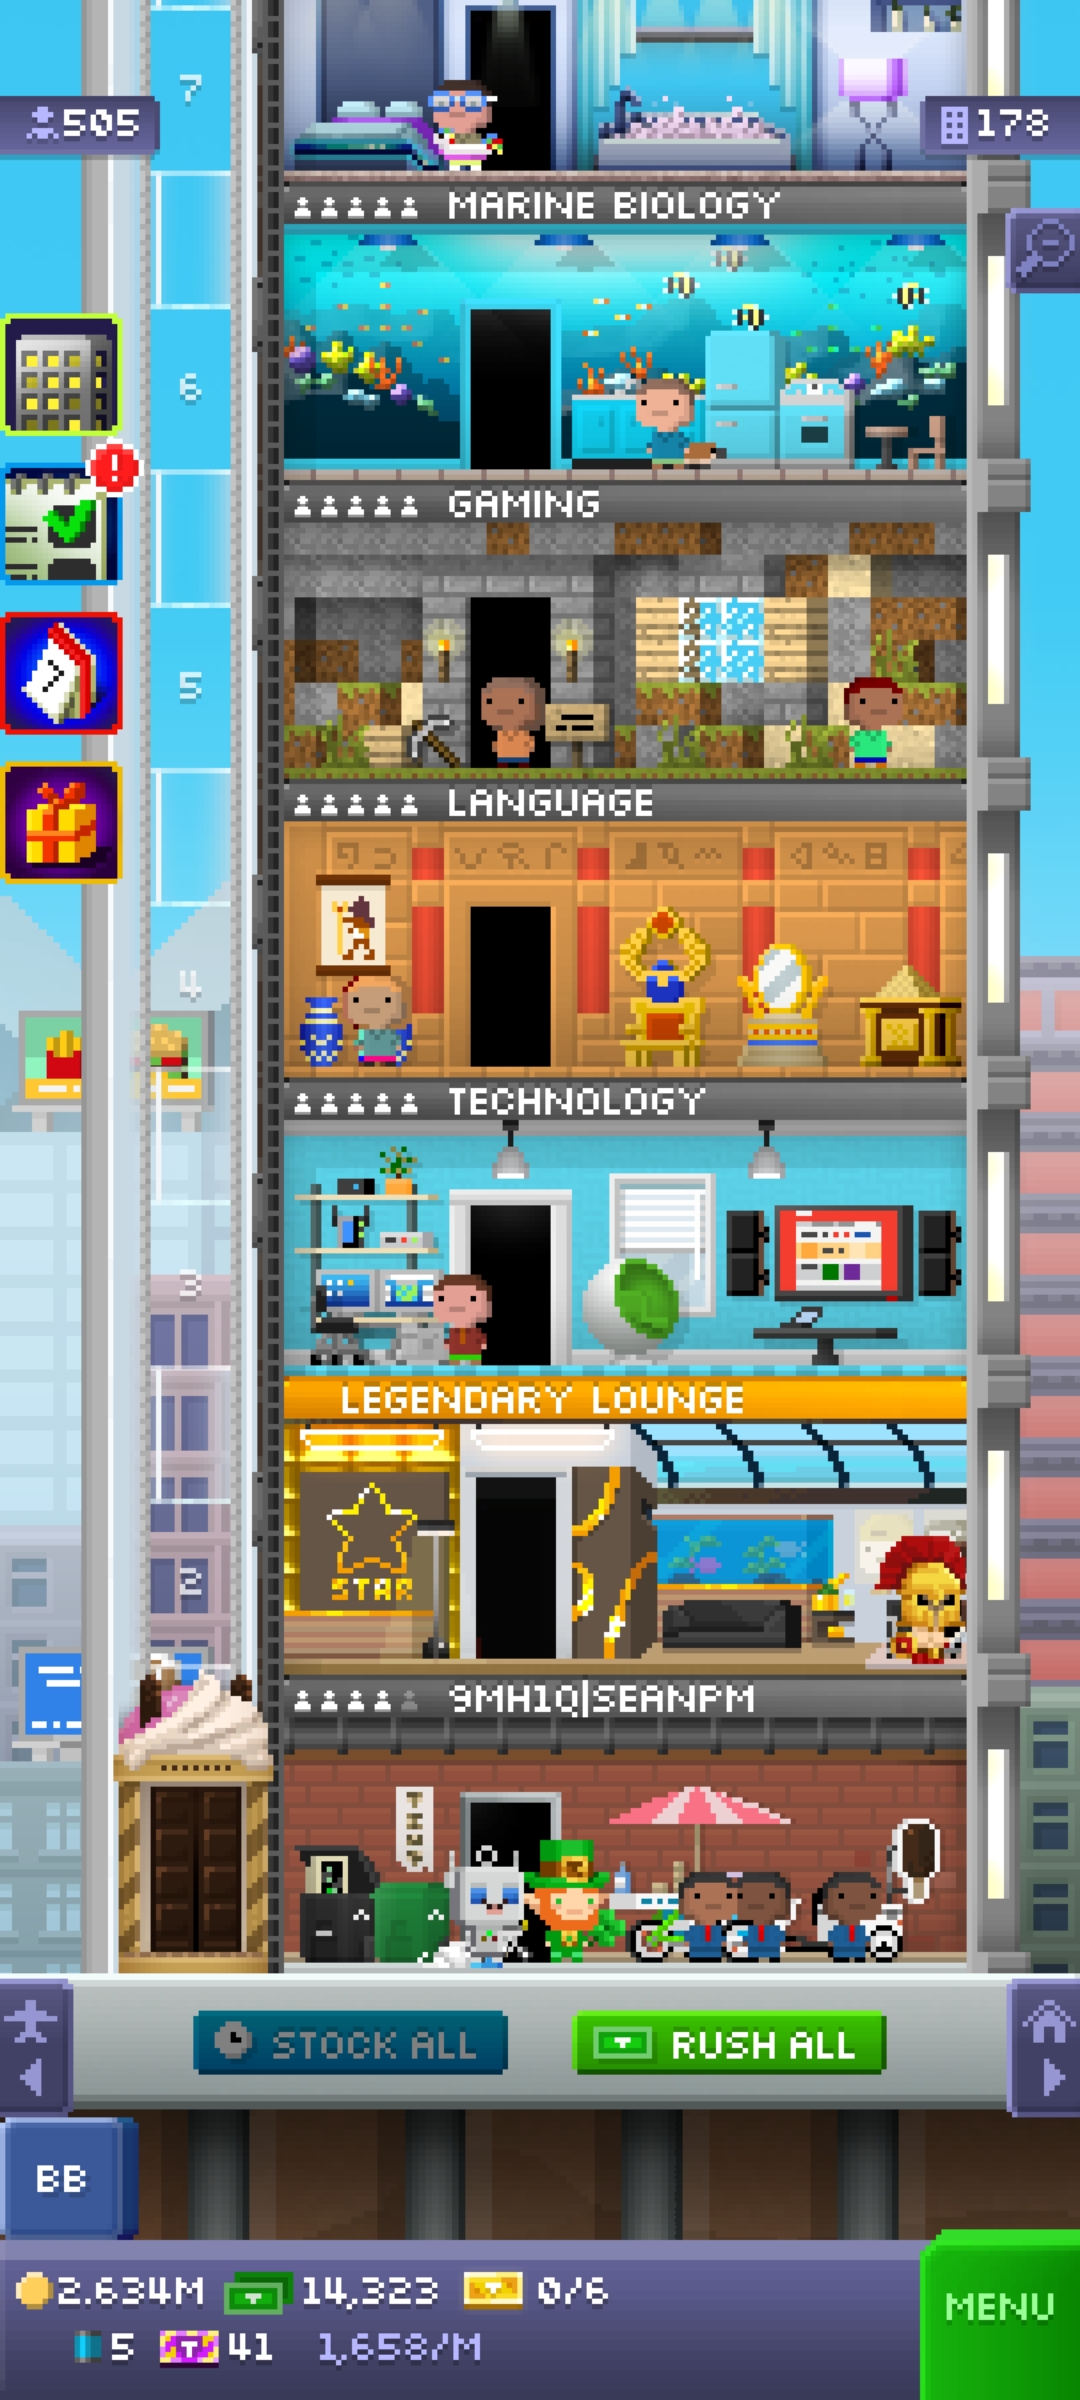 7
505
178
MARINE BIOLOGY
6
GAMING
5
LANGUAGE
4
TECHNOLOGY
3
LEGENDARY LOUNGE
STAR
2
9MH1Q|SEANPM
STOCK ALL
RUSH ALL
BB
2.634M 14,323 0/6
5 41 1,658/M
MENU